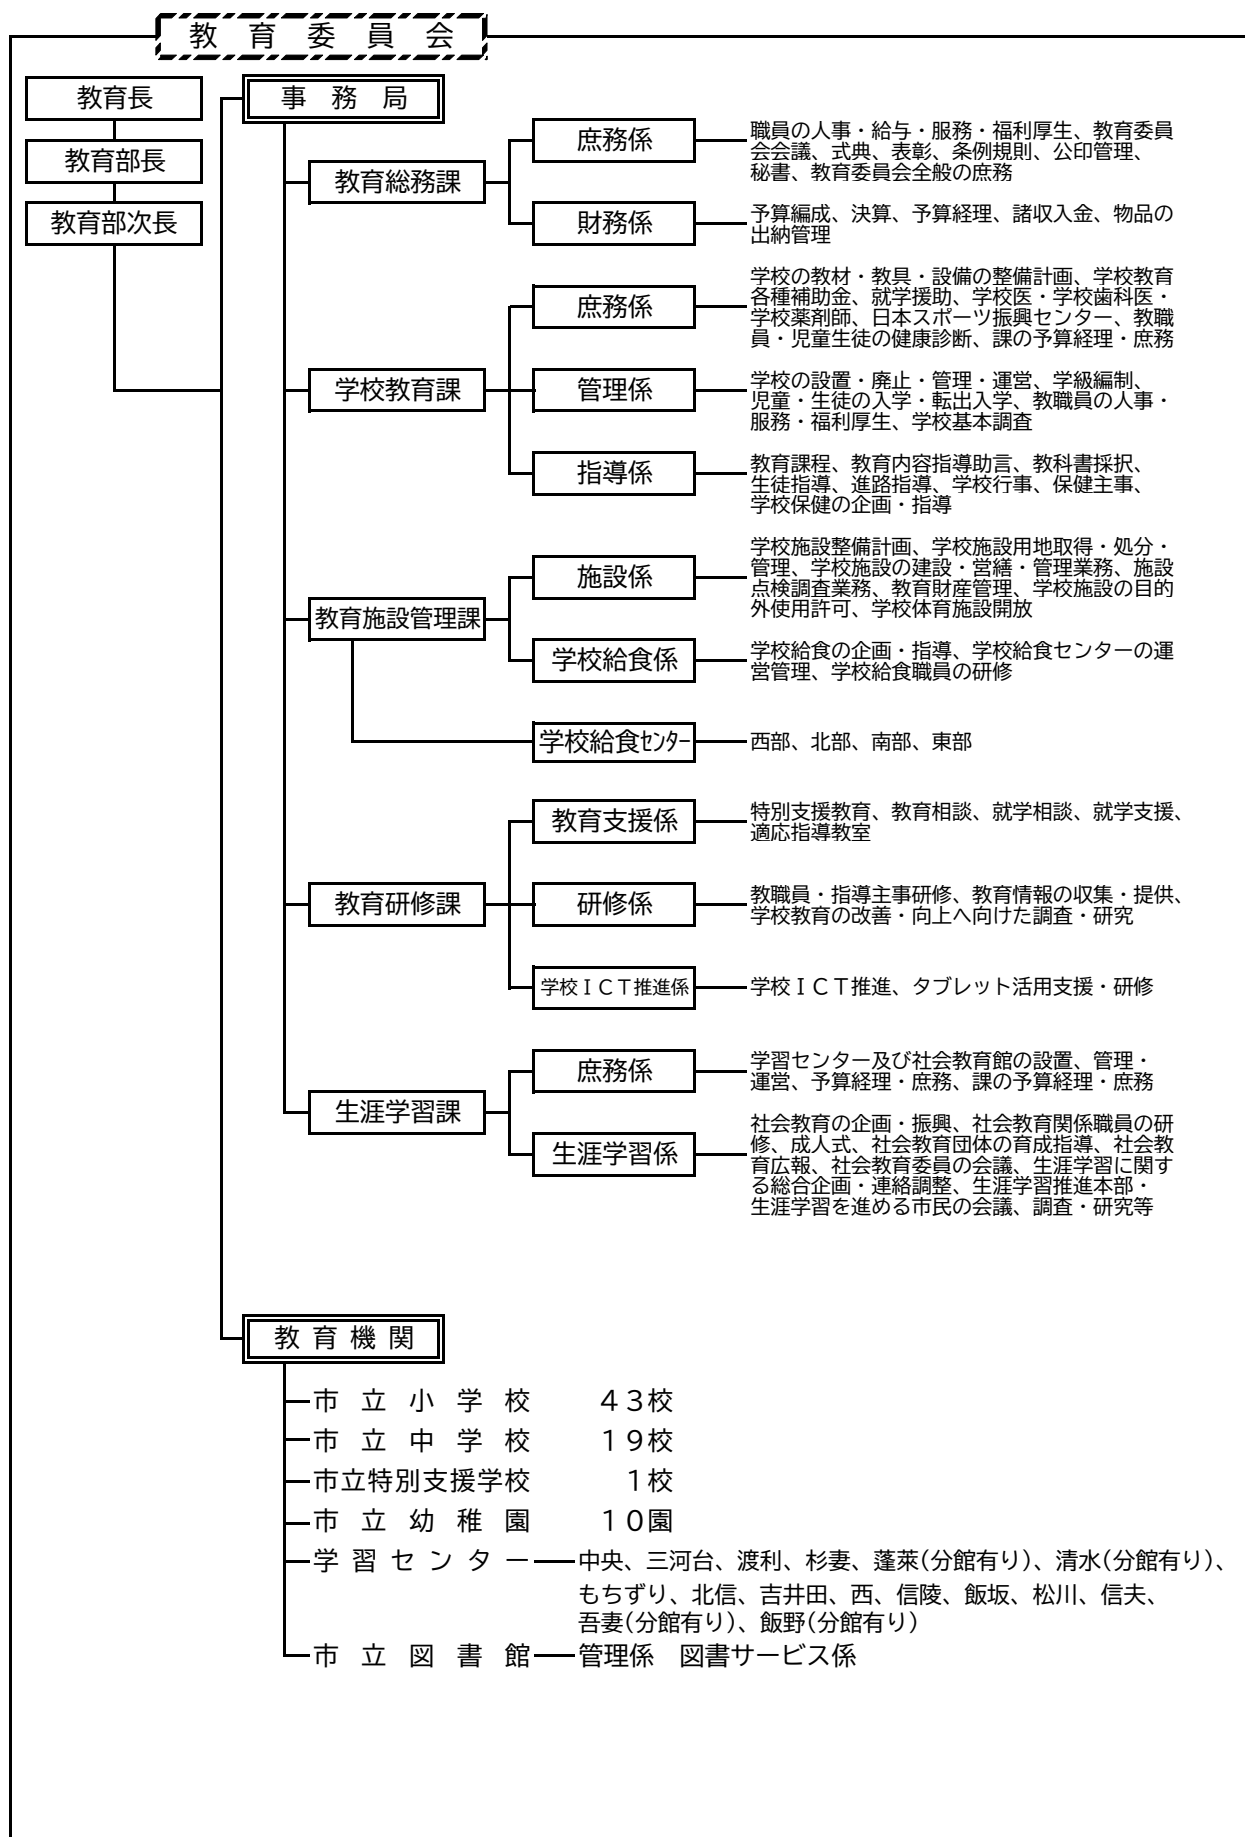 教育委員会
教育長
教育部長
教育部次長
事務局
教育総務課
庶務係
職員の人事・給与・服務・福利厚生、教育委員
会会議、式典、表彰、条例規則、公印管理、
秘書、教育委員会全般の庶務
財務係
予算編成、決算、予算経理、諸収入金、物品の
出納管理
学校教育課
庶務係
学校の教材・教具・設備の整備計画、学校教育
各種補助金、就学援助、学校医・学校歯科医・
学校薬剤師、日本スポーツ振興センター、教職
員・児童生徒の健康診断、課の予算経理・庶務
管理係
学校の設置・廃止・管理・運営、学級編制、
児童・生徒の入学・転出入学、教職員の人事・
服務・福利厚生、学校基本調査
指導係
教育課程、教育内容指導助言、教科書採択、
生徒指導、進路指導、学校行事、保健主事、
学校保健の企画・指導
教育施設管理課
施設係
学校施設整備計画、学校施設用地取得・処分・
管理、学校施設の建設・営繕・管理業務、施設
点検調査業務、教育財産管理、学校施設の目的
外使用許可、学校体育施設開放
学校給食係
学校給食の企画・指導、学校給食センターの運
営管理、学校給食職員の研修
学校給食ｾﾝﾀｰ
西部、北部、南部、東部
教育研修課
教育支援係
特別支援教育、教育相談、就学相談、就学支援、
適応指導教室
研修係
教職員・指導主事研修、教育情報の収集・提供、
学校教育の改善・向上へ向けた調査・研究
学校ＩＣＴ推進係
学校ＩＣＴ推進、タブレット活用支援・研修
生涯学習課
庶務係
学習センター及び社会教育館の設置、管理・
運営、予算経理・庶務、課の予算経理・庶務
生涯学習係
社会教育の企画・振興、社会教育関係職員の研
修、成人式、社会教育団体の育成指導、社会教
育広報、社会教育委員の会議、生涯学習に関す
る総合企画・連絡調整、生涯学習推進本部・
生涯学習を進める市民の会議、調査・研究等
教育機関
市立小学校 ４３校
市立中学校 １９校
市立特別支援学校 １校
市立幼稚園 １０園
学習センター 中央、三河台、渡利、杉妻、蓬萊(分館有り)、清水(分館有り)、
もちずり、北信、吉井田、西、信陵、飯坂、松川、信夫、
吾妻(分館有り)、飯野(分館有り)
市立図書館 管理係　図書サービス係